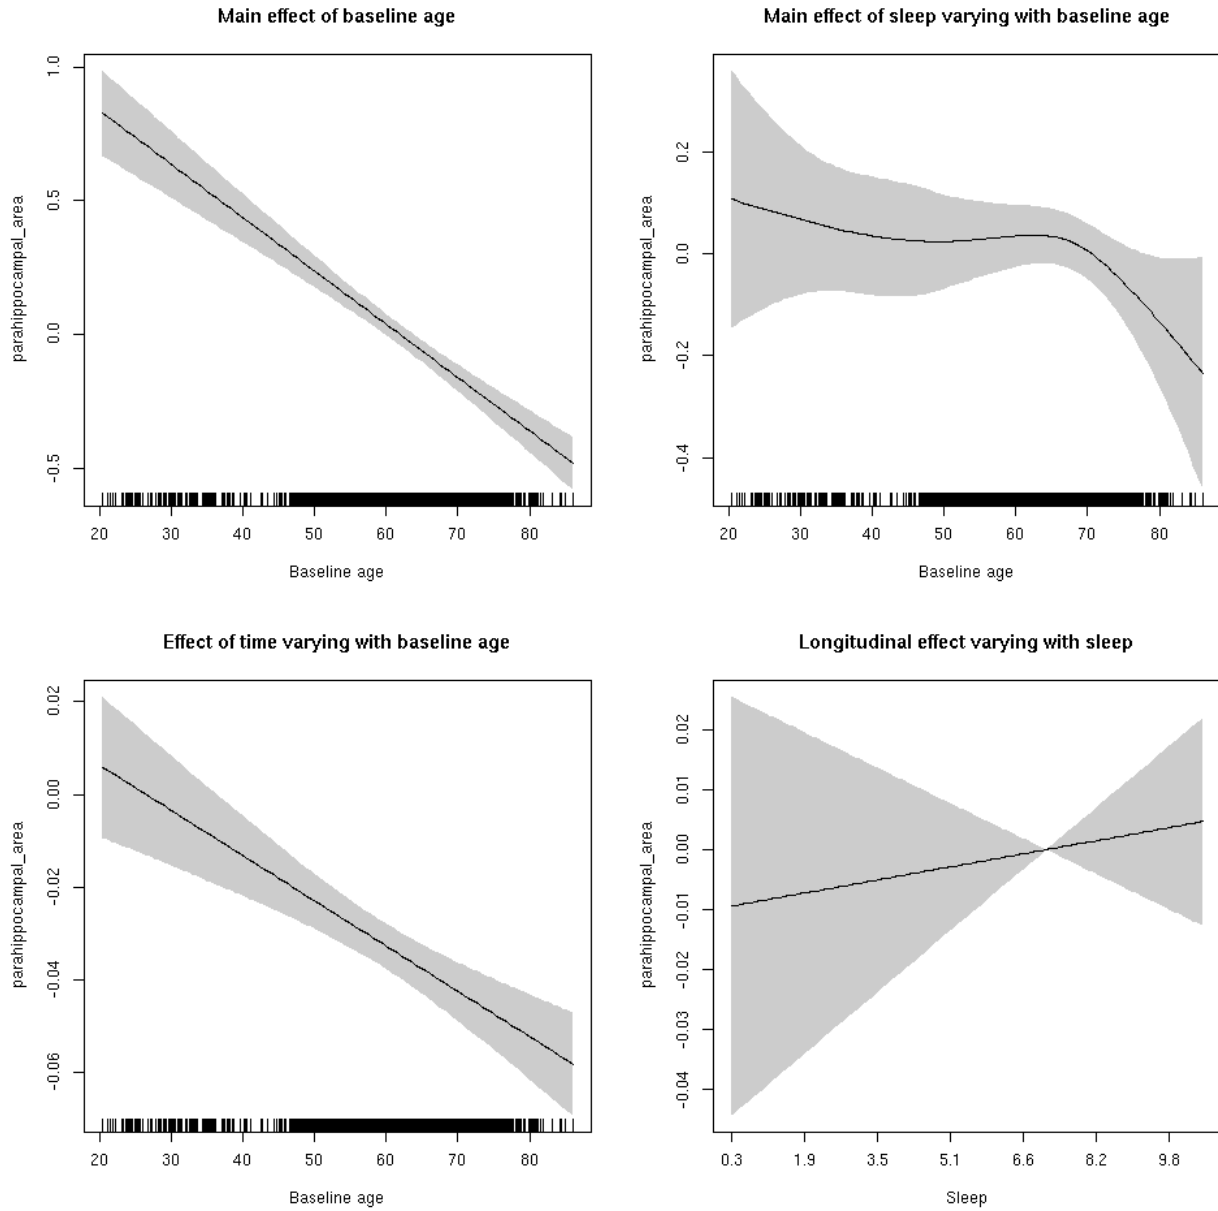 Main effect of baseline age
parahippocampal_area
1.0
0.5
0.0
-0.5
20 30 40 50 60 70 80
Baseline age
Main effect of sleep varying with baseline age
parahippocampal_area
0.2
0.0
-0.2
-0.4
20 30 40 50 60 70 80
Baseline age
Effect of time varying with baseline age
parahippocampal_area
0.02
0.00
-0.02
-0.04
-0.06
20 30 40 50 60 70 80
Baseline age
Longitudinal effect varying with sleep
parahippocampal_area
0.02
0.01
0.00
-0.01
-0.02
-0.03
-0.04
0.3 1.9 3.5 5.1 6.6 8.2 9.8
Sleep